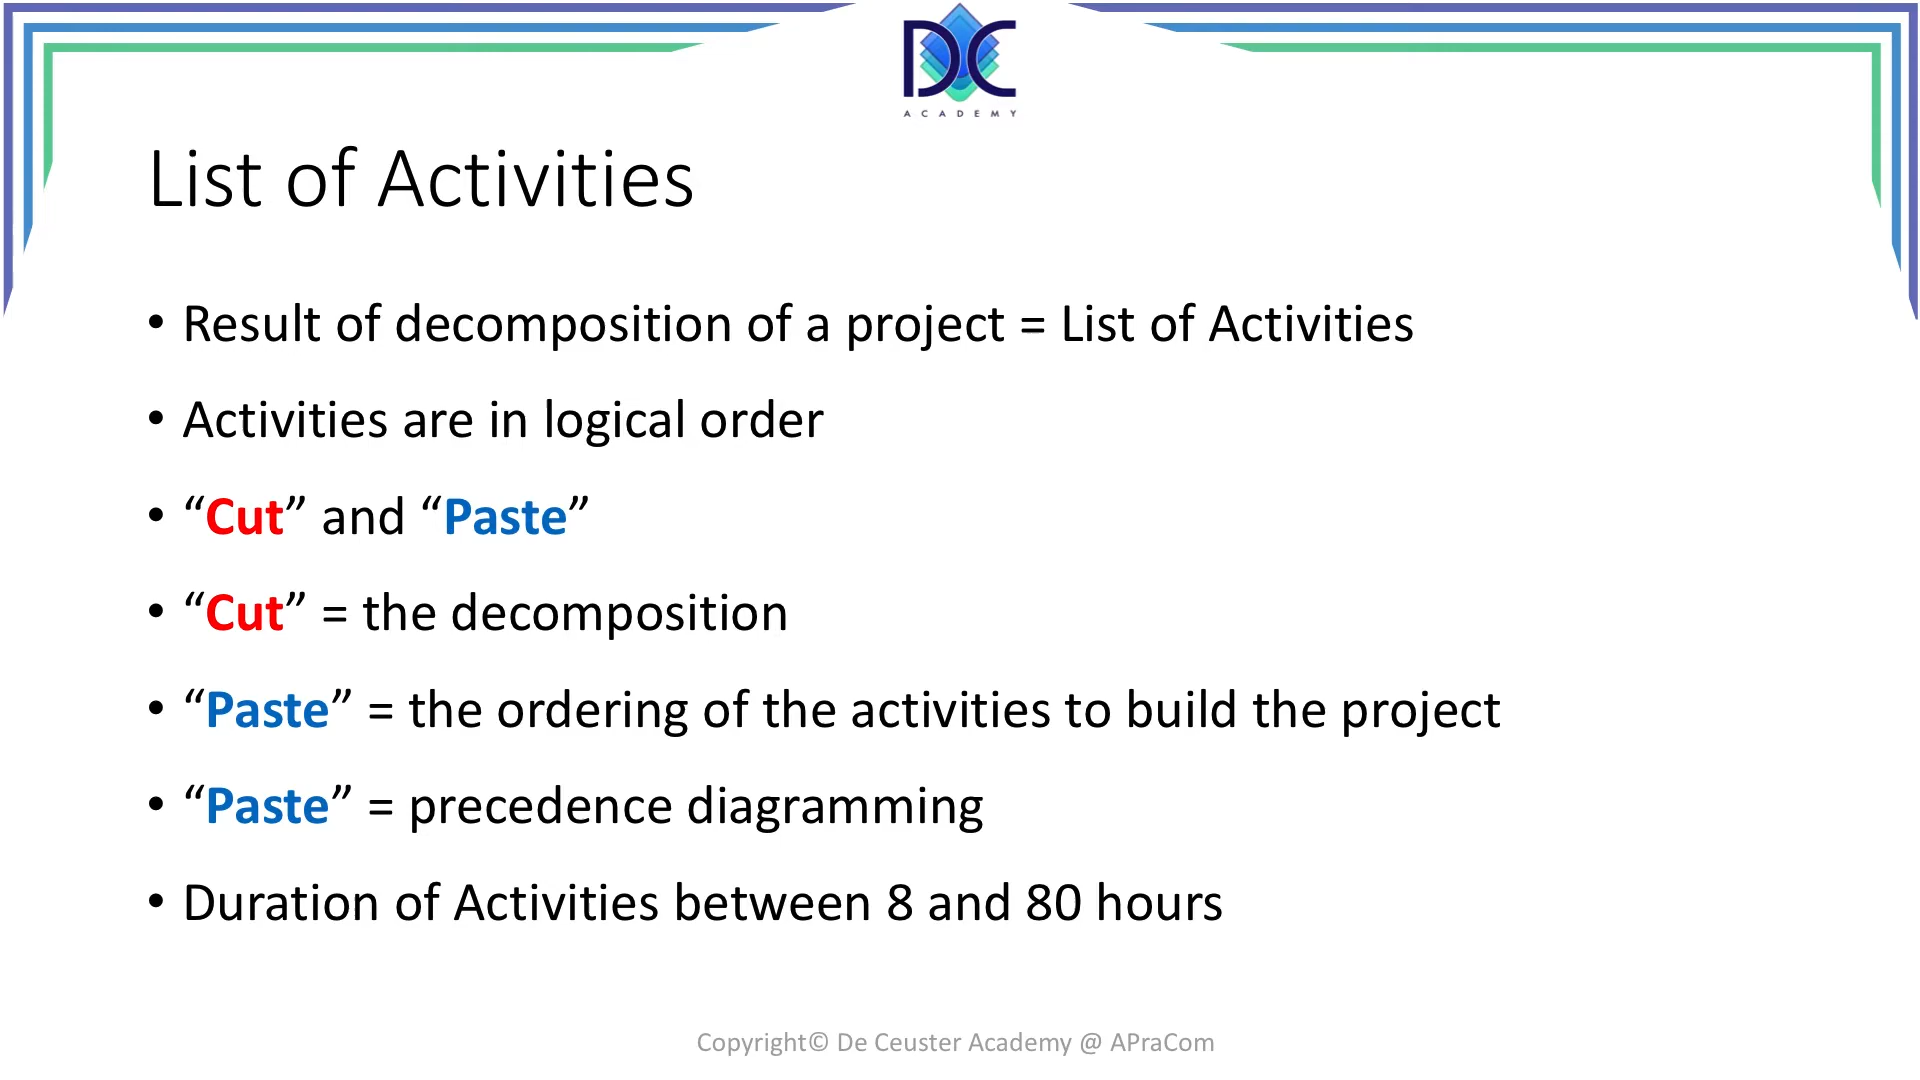 DC
ACADEMY
List of Activities
• Result of decomposition of a project = List of Activities
• Activities are in logical order
• “Cut” and “Paste”
• “Cut” = the decomposition
• “Paste” = the ordering of the activities to build the project
• “Paste” = precedence diagramming
• Duration of Activities between 8 and 80 hours
Copyright© De Ceuster Academy @ APraCom